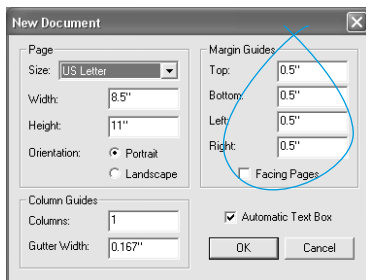 New Document
Page
Size: US Letter
Width: 8.5"
Height: 11"
Orientation: Portrait
Landscape
Margin Guides
Top: 0.5"
Bottom: 0.5"
Left: 0.5"
Right: 0.5"
Facing Pages
Column Guides
Columns: 1
Gutter Width: 0.167"
Automatic Text Box
OK Cancel